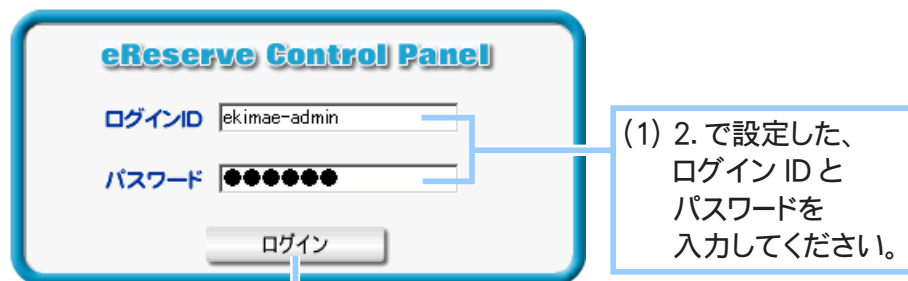 eReserve Control Panel
ログインID ekimae-admin
パスワード ●●●●●●
ログイン
(1) 2. で設定した、
ログイン ID と
パスワードを
入力してください。